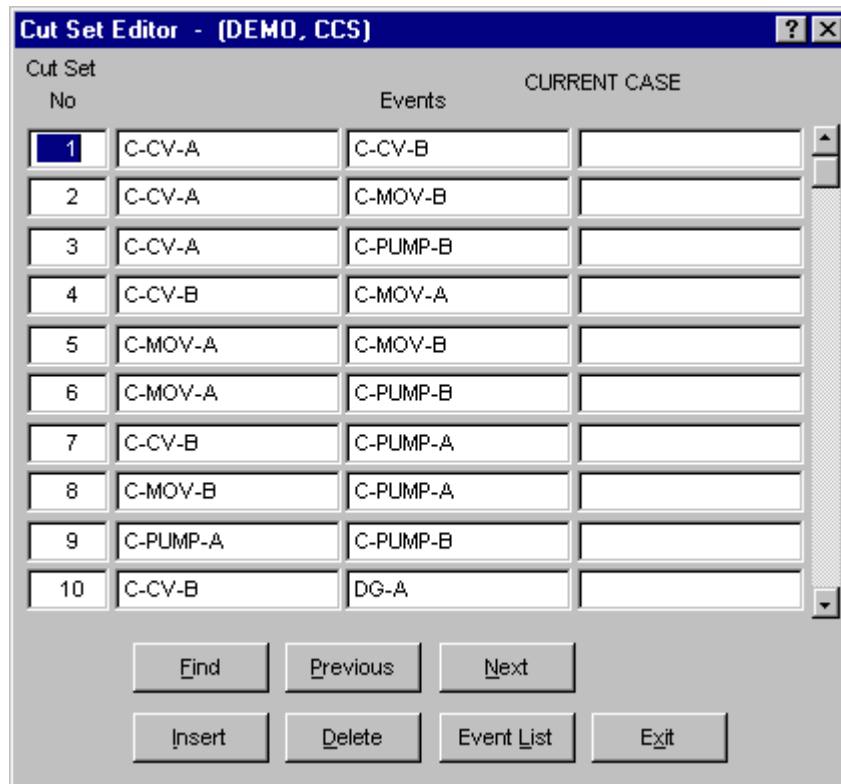 Cut Set Editor - (DEMO, CCS)
Cut Set
No
Events
CURRENT CASE
1 C-CV-A C-CV-B
2 C-CV-A C-MOV-B
3 C-CV-A C-PUMP-B
4 C-CV-B C-MOV-A
5 C-MOV-A C-MOV-B
6 C-MOV-A C-PUMP-B
7 C-CV-B C-PUMP-A
8 C-MOV-B C-PUMP-A
9 C-PUMP-A C-PUMP-B
10 C-CV-B DG-A
Find Previous Next
Insert Delete Event List Exit